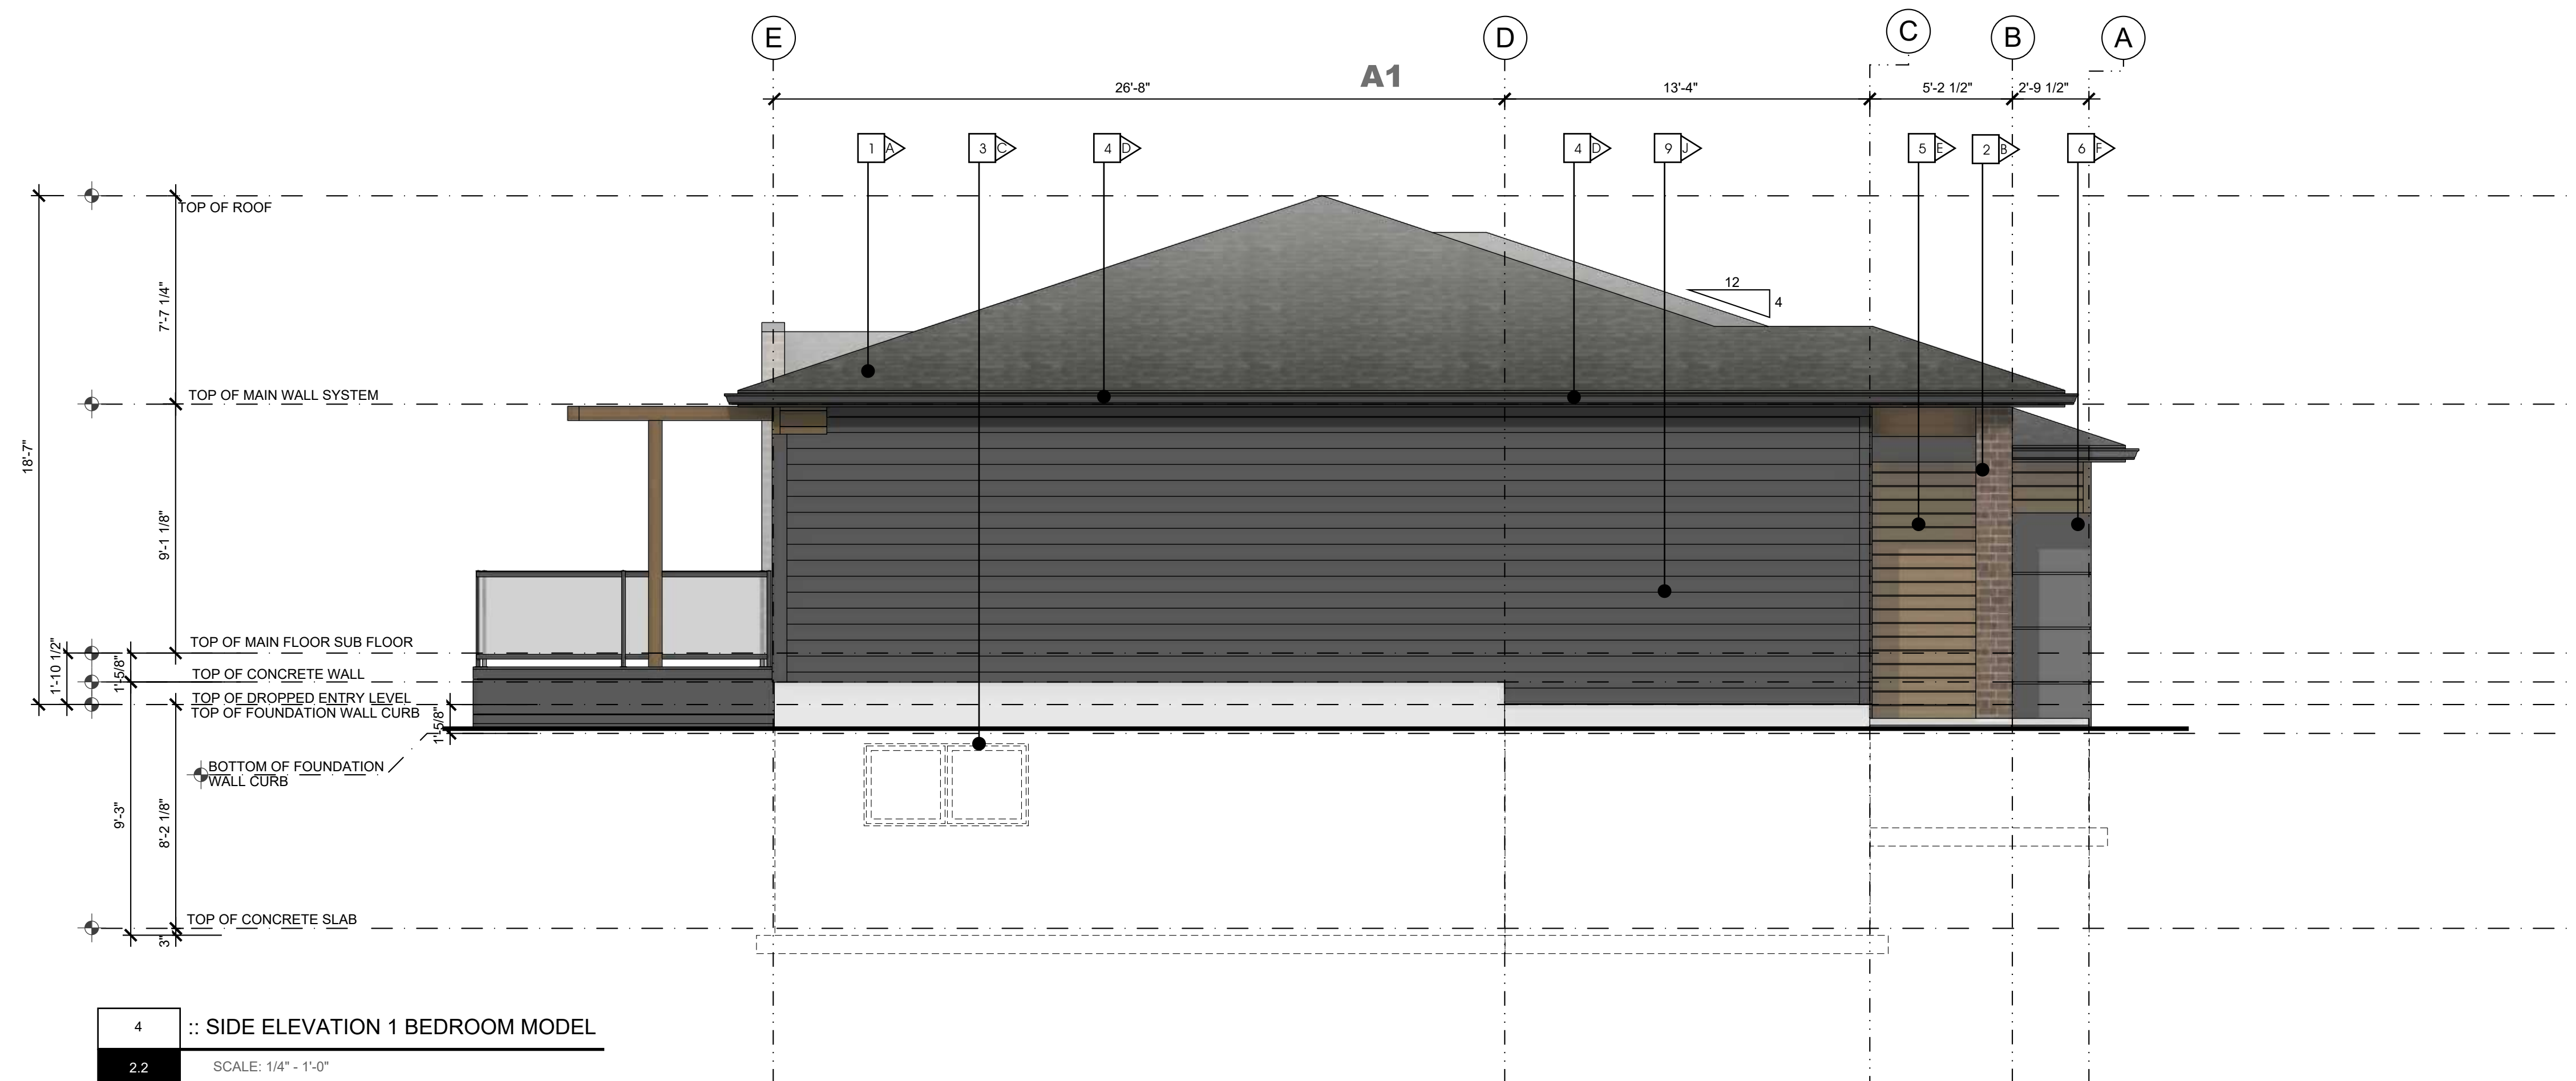 E
D
C
B
A
A1
26'-8"
13'-4"
5'-2 1/2"
2'-9 1/2"
1 A
3 C
4 D
4 D
9 J
5 E
2 B
6 F
TOP OF ROOF
12
4
7'-7 1/4"
TOP OF MAIN WALL SYSTEM
18'-7"
9'-1 1/8"
TOP OF MAIN FLOOR SUB FLOOR
1'-10 1/2"
1'-5/8"
TOP OF CONCRETE WALL
TOP OF DROPPED ENTRY LEVEL
TOP OF FOUNDATION WALL CURB
1'-5/8"
BOTTOM OF FOUNDATION
WALL CURB
9'-3"
8'-2 1/8"
TOP OF CONCRETE SLAB
3"
4
:: SIDE ELEVATION 1 BEDROOM MODEL
2.2
SCALE: 1/4" - 1'-0"